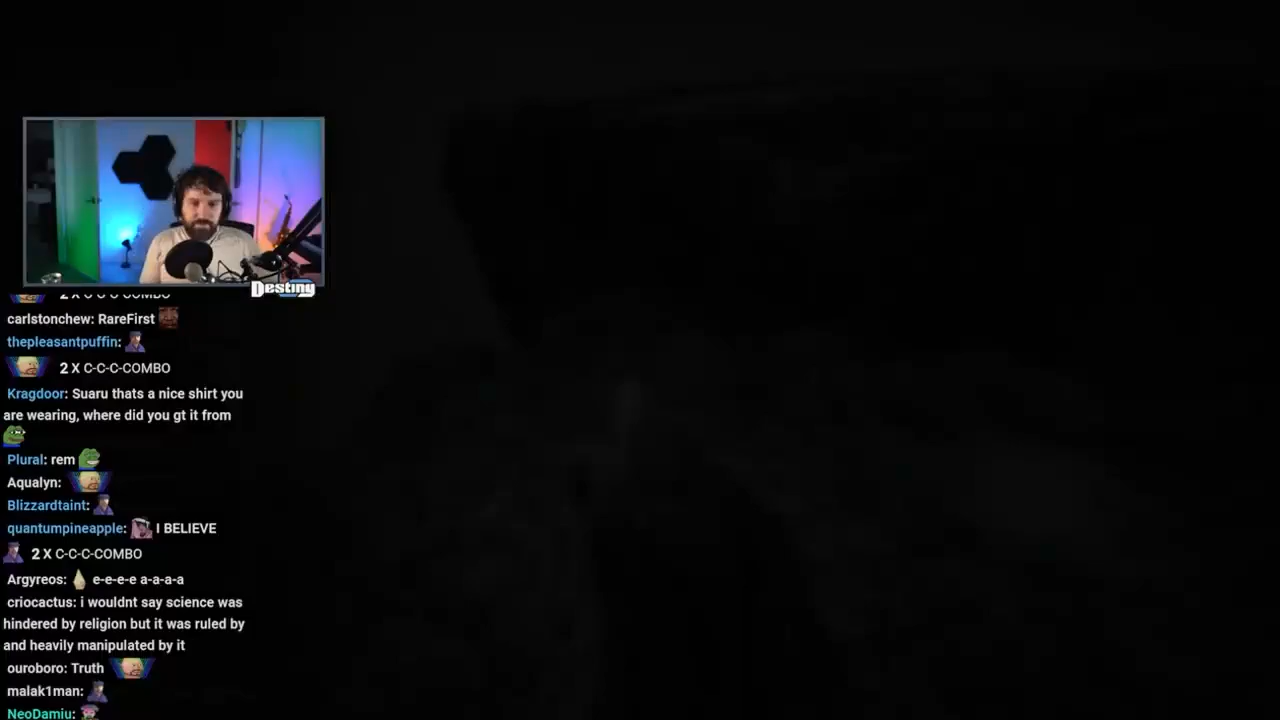 Destiny
2 X C-C-C-COMBO
carlstonchew: RareFirst
thepleasantpuffin:
2 X C-C-C-COMBO
Kragdoor: Suaru thats a nice shirt you
are wearing, where did you gt it from
Plural: rem
Aqualyn:
Blizzardtaint:
quantumpineapple: I BELIEVE
2 X C-C-C-COMBO
Argyreos: e-e-e-e a-a-a-a
criocactus: i wouldnt say science was
hindered by religion but it was ruled by
and heavily manipulated by it
ouroboro: Truth
malak1man:
NeoDamiu: